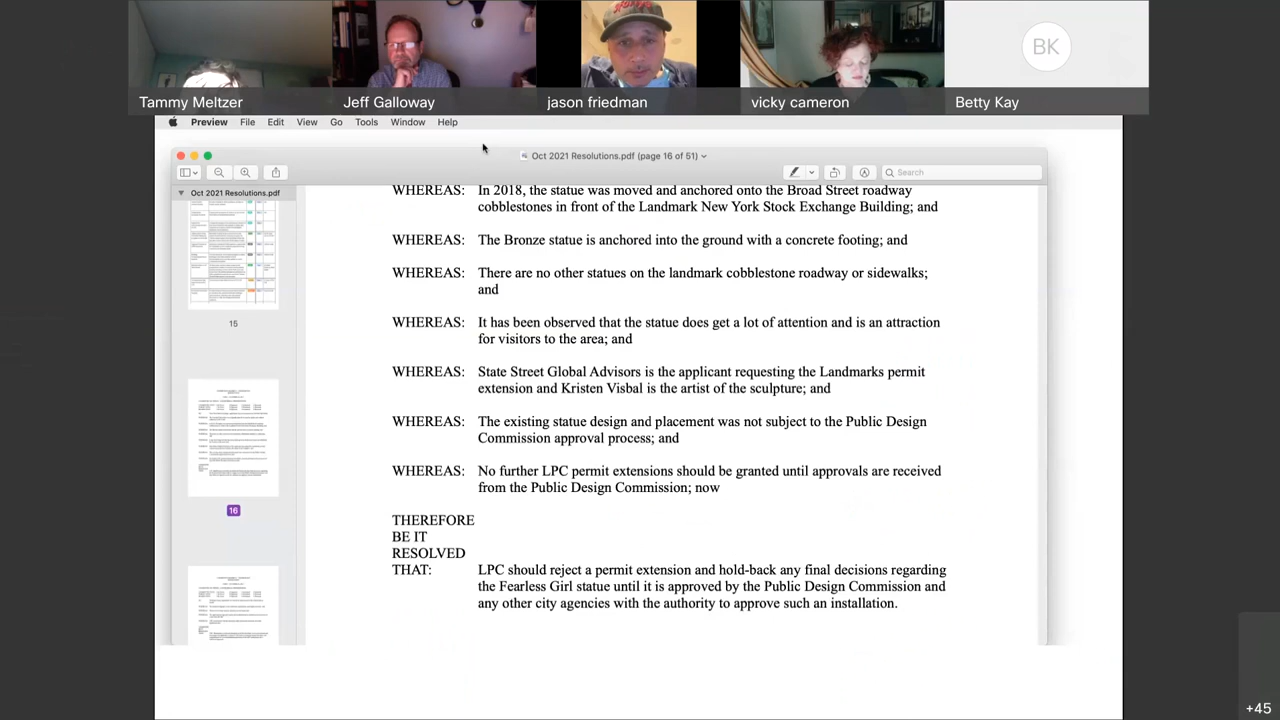 BK
Tammy Meltzer
Jeff Galloway
jason friedman
vicky cameron
Betty Kay
Preview File Edit View Go Tools Window Help
Oct 2021 Resolutions.pdf (page 16 of 51)
Search
Oct 2021 Resolutions.pdf
15
16
WHEREAS: In 2018, the statue was moved and anchored onto the Broad Street roadway
cobblestones in front of the Landmark New York Stock Exchange Building; and
WHEREAS: The bronze statue is anchored into the ground with a concrete footing; and
WHEREAS: There are no other statues on the landmark cobblestone roadway or sidewalks;
and
WHEREAS: It has been observed that the statue does get a lot of attention and is an attraction
for visitors to the area; and
WHEREAS: State Street Global Advisors is the applicant requesting the Landmarks permit
extension and Kristen Visbal is the artist of the sculpture; and
WHEREAS: The existing statue design and placement was not subject to the Public Design
Commission approval process; and
WHEREAS: No further LPC permit extensions should be granted until approvals are received
from the Public Design Commission; now
THEREFORE
BE IT
RESOLVED
THAT: LPC should reject a permit extension and hold-back any final decisions regarding
the Fearless Girl statue until approved by the Public Design Commission and
any other city agencies with the authority to approve such an installation.
+45